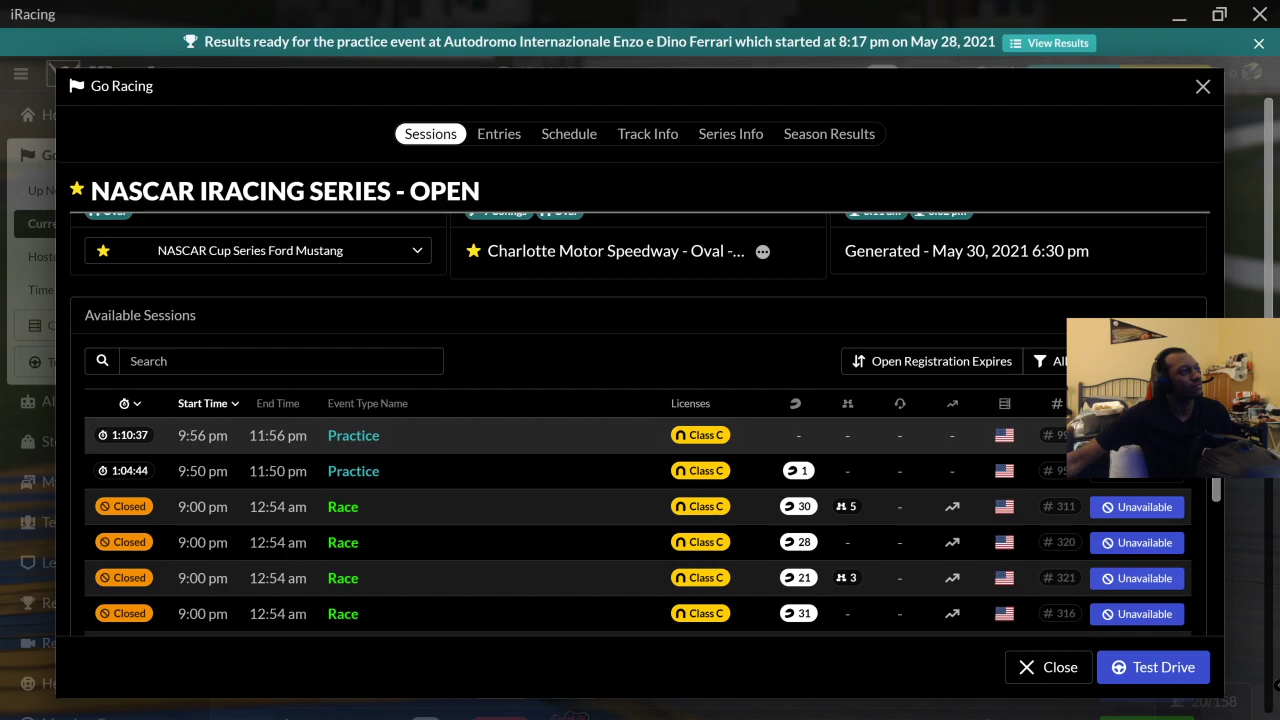 iRacing
Results ready for the practice event at Autodromo Internazionale Enzo e Dino Ferrari which started at 8:17 pm on May 28, 2021 View Results
Go Racing
Sessions Entries Schedule Track Info Series Info Season Results
NASCAR IRACING SERIES - OPEN
NASCAR Cup Series Ford Mustang
Charlotte Motor Speedway - Oval -...
Generated - May 30, 2021 6:30 pm
Available Sessions
Search
Open Registration Expires
All
Start Time End Time Event Type Name Licenses #
1:10:37 9:56 pm 11:56 pm Practice Class C - - - -
1:04:44 9:50 pm 11:50 pm Practice Class C 1 - - -
Closed 9:00 pm 12:54 am Race Class C 30 5 - # 311 Unavailable
Closed 9:00 pm 12:54 am Race Class C 28 - - # 320 Unavailable
Closed 9:00 pm 12:54 am Race Class C 21 3 - # 321 Unavailable
Closed 9:00 pm 12:54 am Race Class C 31 - - # 316 Unavailable
Close Test Drive
20/158